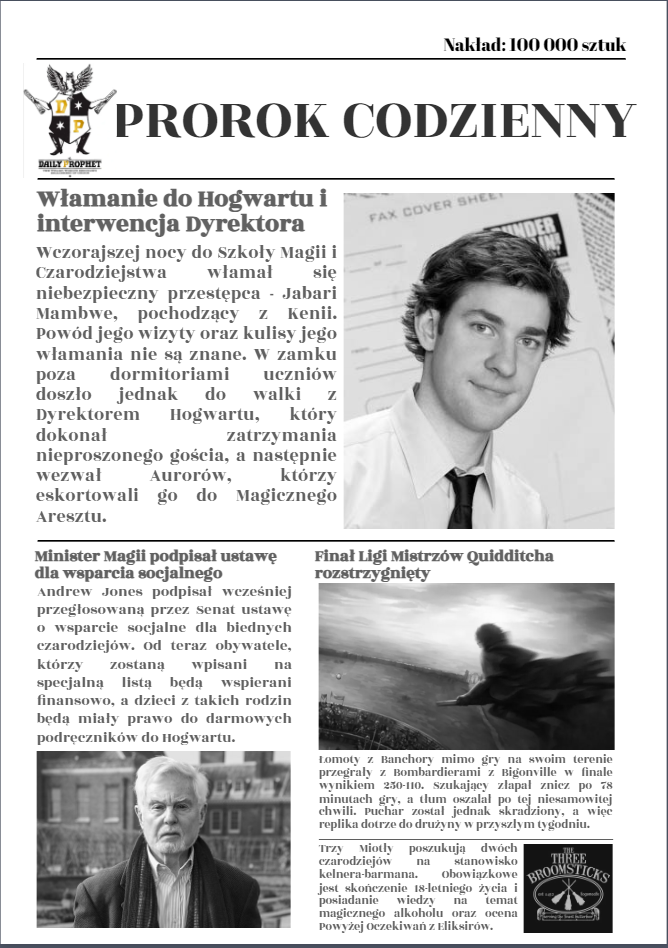 Nakład: 100 000 sztuk
D P
DAILY PROPHET
PROROK CODZIENNY
Włamanie do Hogwartu i
interwencja Dyrektora
Wczorajszej nocy do Szkoły Magii i
Czarodziejstwa włamał się
niebezpieczny przestępca - Jabari
Mambwe, pochodzący z Kenii.
Powód jego wizyty oraz kulisy jego
włamania nie są znane. W zamku
poza dormitoriami uczniów
doszło jednak do walki z
Dyrektorem Hogwartu, który
dokonał zatrzymania
nieproszonego gościa, a następnie
wezwał Aurorów, którzy
eskortowali go do Magicznego
Aresztu.
FAX COVER SHEET
Minister Magii podpisał ustawę
dla wsparcia socjalnego
Andrew Jones podpisał wcześniej
przegłosowaną przez Senat ustawę
o wsparcie socjalne dla biednych
czarodziejów. Od teraz obywatele,
którzy zostaną wpisani na
specjalną listą będą wspierani
finansowo, a dzieci z takich rodzin
będą miały prawo do darmowych
podręczników do Hogwartu.
Finał Ligi Mistrzów Quidditcha
rozstrzygnięty
Łomoty z Banchory mimo gry na swoim terenie
przegrały z Bombardierami z Bigonville w finale
wynikiem 250-110. Szukający złapał znicz po 78
minutach gry, a tłum oszalał po tej niesamowitej
chwili. Puchar został jednak skradziony, a więc
replika dotrze do drużyny w przyszłym tygodniu.
Trzy Miotły poszukują dwóch
czarodziejów na stanowisko
kelnera-barmana. Obowiązkowe
jest skończenie 18-letniego życia i
posiadanie wiedzy na temat
magicznego alkoholu oraz ocena
Powyżej Oczekiwań z Eliksirów.
THE
THREE
BROOMSTICKS